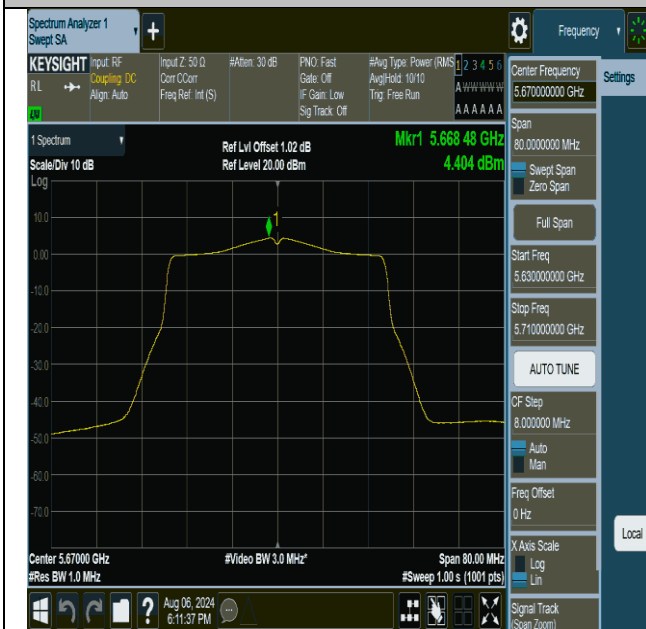 Spectrum Analyzer 1
Swept SA
Frequency
KEYSIGHT
RL
Input: RF
Coupling: DC
Align: Auto
Input Z: 50 Ω
Corr CCorr
Freq Ref: Int (S)
#Atten: 30 dB
PNO: Fast
Gate: Off
IF Gain: Low
Sig Track: Off
#Avg Type: Power (RMS
Avg|Hold: 10/10
Trig: Free Run
1 2 3 4 5 6
A W W W W W
A A A A A A
1 Spectrum
Scale/Div 10 dB
Log
Ref Lvl Offset 1.02 dB
Ref Level 20.00 dBm
Mkr1 5.668 48 GHz
4.404 dBm
1
10.0
0.00
-10.0
-20.0
-30.0
-40.0
-50.0
-60.0
-70.0
Center 5.67000 GHz
#Res BW 1.0 MHz
#Video BW 3.0 MHz*
Span 80.00 MHz
#Sweep 1.00 s (1001 pts)
Aug 06, 2024
6:11:37 PM
Center Frequency
5.670000000 GHz
Settings
Span
80.0000000 MHz
Swept Span
Zero Span
Full Span
Start Freq
5.630000000 GHz
Stop Freq
5.710000000 GHz
AUTO TUNE
CF Step
8.000000 MHz
Auto
Man
Freq Offset
0 Hz
Local
X Axis Scale
Log
Lin
Signal Track
(Span Zoom)